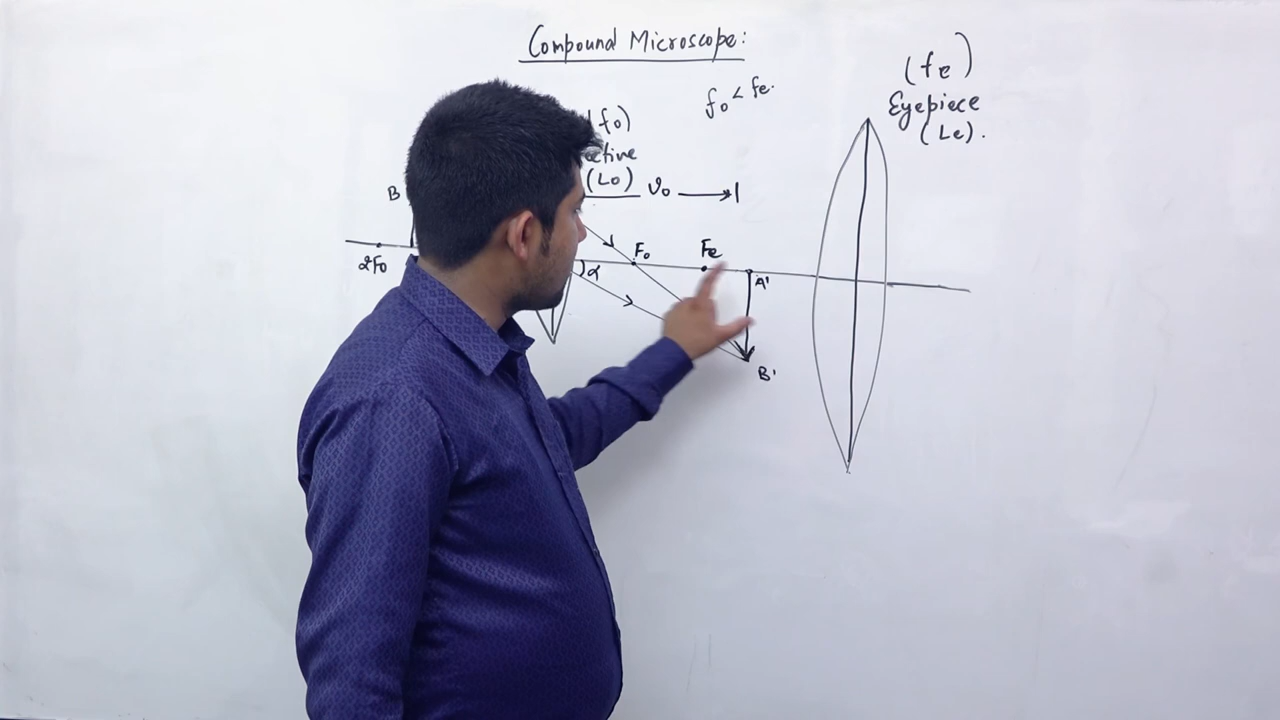 Compound Microscope:
fo < fe.
(fe)
Eyepiece
(Le).
fo)
ective
(Lo)
vo
B
2Fo
α
Fo
Fe
A'
B'